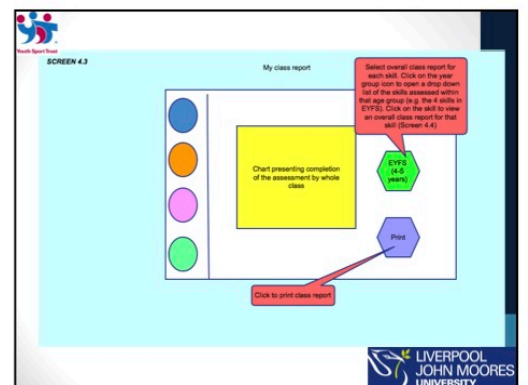 Youth Sport Trust
SCREEN 4.3
My class report
Select overall class report for
each skill. Click on the year
group icon to open a drop down
list of the skills assessed within
that age group (e.g. the 4 skills in
EYFS). Click on the skill to view
an overall class report for that
skill (Screen 4.4)
Chart presenting completion
of the assessment by whole
class
EYFS
(4-5
years)
Print
Click to print class report
LIVERPOOL
JOHN MOORES
UNIVERSITY